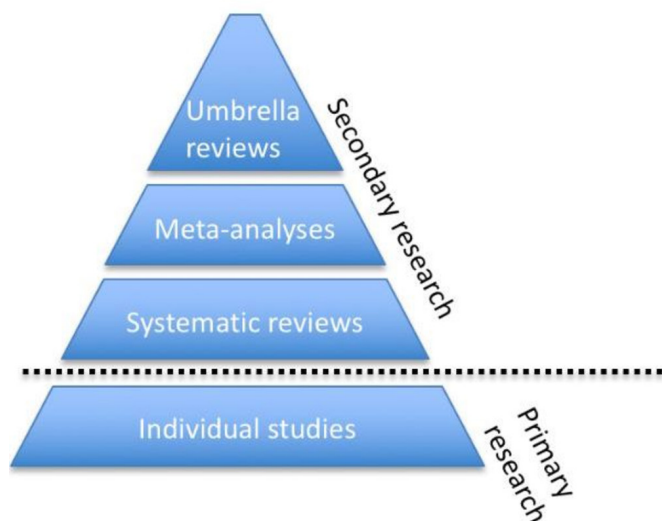 Umbrella
reviews
Secondary research
Meta-analyses
Systematic reviews
Individual studies
Primary
research